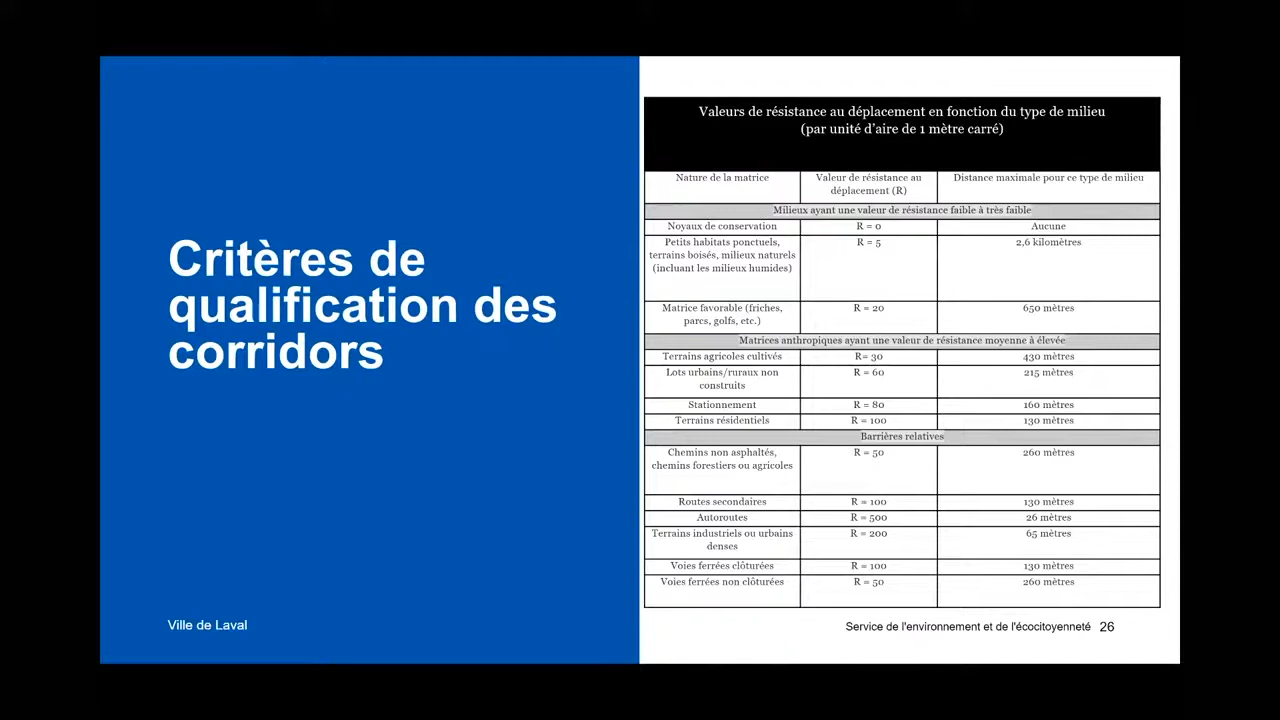 Critères de
qualification des
corridors
Ville de Laval
Valeurs de résistance au déplacement en fonction du type de milieu
(par unité d'aire de 1 mètre carré)
Nature de la matrice
Valeur de résistance au
déplacement (R)
Distance maximale pour ce type de milieu
Milieux ayant une valeur de résistance faible à très faible
Noyaux de conservation
R = 0
Aucune
Petits habitats ponctuels,
terrains boisés, milieux naturels
(incluant les milieux humides)
R = 5
2,6 kilomètres
Matrice favorable (friches,
parcs, golfs, etc.)
R = 20
650 mètres
Matrices anthropiques ayant une valeur de résistance moyenne à élevée
Terrains agricoles cultivés
R= 30
430 mètres
Lots urbains/ruraux non
construits
R = 60
215 mètres
Stationnement
R = 80
160 mètres
Terrains résidentiels
R = 100
130 mètres
Barrières relatives
Chemins non asphaltés,
chemins forestiers ou agricoles
R = 50
260 mètres
Routes secondaires
R = 100
130 mètres
Autoroutes
R = 500
26 mètres
Terrains industriels ou urbains
denses
R = 200
65 mètres
Voies ferrées clôturées
R = 100
130 mètres
Voies ferrées non clôturées
R = 50
260 mètres
Service de l'environnement et de l'écocitoyenneté 26